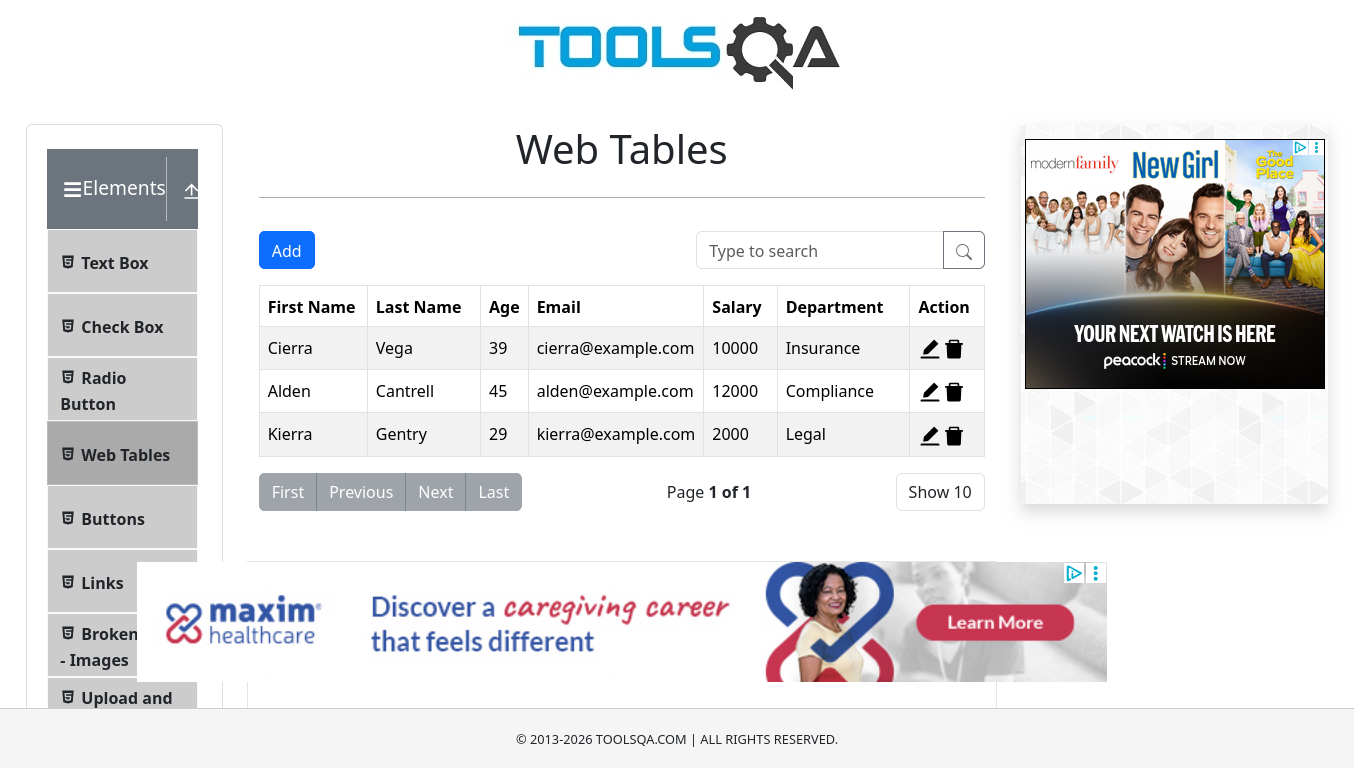 TOOLSQA
Elements
Text Box
Check Box
Radio
Button
Web Tables
Buttons
Links
Broken
- Images
Upload and
Web Tables
Add
Type to search
First Name Last Name Age Email Salary Department Action
Cierra Vega 39 cierra@example.com 10000 Insurance
Alden Cantrell 45 alden@example.com 12000 Compliance
Kierra Gentry 29 kierra@example.com 2000 Legal
First Previous Next Last Page 1 of 1 Show 10
modernfamily
New Girl
The
Good
Place
YOUR NEXT WATCH IS HERE
peacock STREAM NOW
maxim
healthcare
Discover a caregiving career
that feels different
Learn More
© 2013-2026 TOOLSQA.COM | ALL RIGHTS RESERVED.